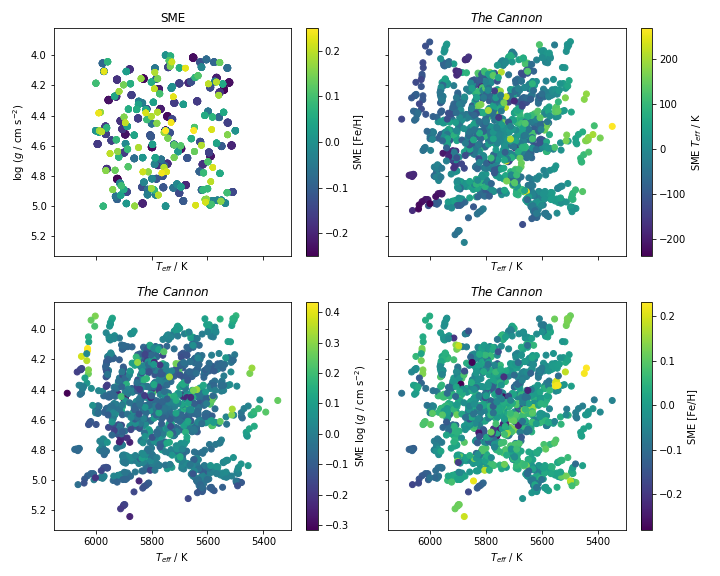 SME
4.0
4.2
4.4
4.6
4.8
5.0
5.2
log (g / cm s⁻²)
T_eff / K
0.2
0.1
0.0
−0.1
−0.2
SME [Fe/H]
The Cannon
T_eff / K
200
100
0
−100
−200
SME T_eff / K
The Cannon
4.0
4.2
4.4
4.6
4.8
5.0
5.2
log (g / cm s⁻²)
6000 5800 5600 5400
T_eff / K
0.4
0.3
0.2
0.1
0.0
−0.1
−0.2
−0.3
SME log (g / cm s⁻²)
The Cannon
6000 5800 5600 5400
T_eff / K
0.2
0.1
0.0
−0.1
−0.2
SME [Fe/H]